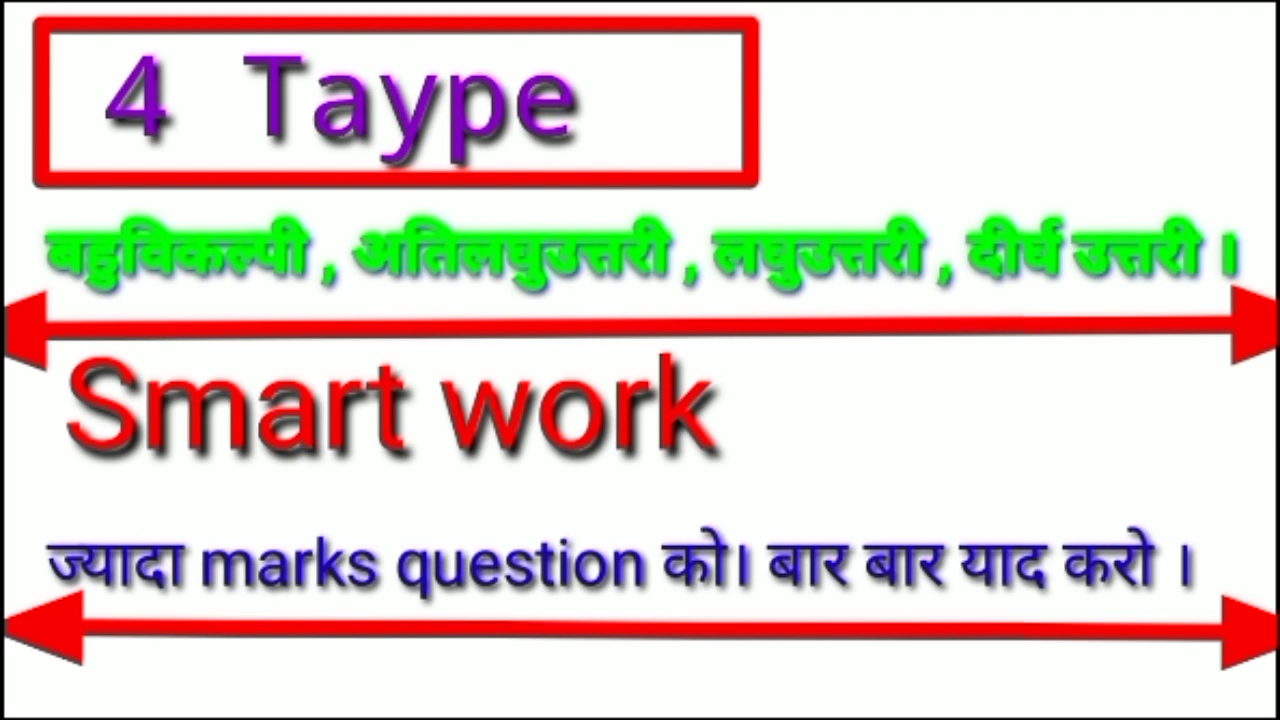 4 Taype
बहुविकल्पी , अतिलघुउत्तरी , लघुउत्तरी , दीर्घ उत्तरी ।
Smart work
ज्यादा marks question को। बार बार याद करो ।